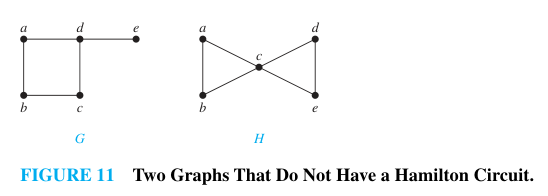 a d e a d
c
b c b e
G H
FIGURE 11 Two Graphs That Do Not Have a Hamilton Circuit.